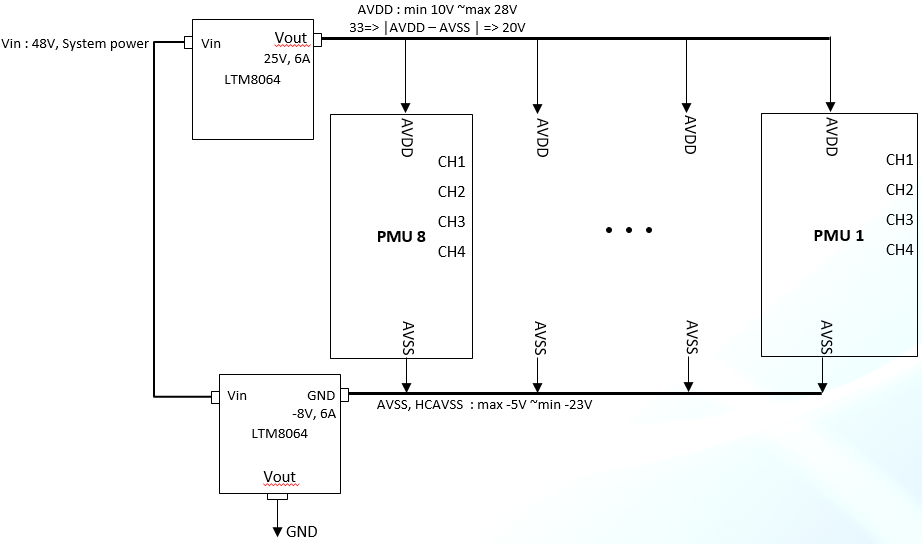 AVDD : min 10V ~max 28V
33=> |AVDD – AVSS | => 20V
Vin : 48V, System power
Vin
Vout
25V, 6A
LTM8064
AVDD
AVDD
AVDD
AVDD
CH1
CH2
CH3
CH4
PMU 8
• • •
CH1
CH2
CH3
CH4
PMU 1
AVSS
AVSS
AVSS
AVSS
Vin
GND
-8V, 6A
LTM8064
Vout
AVSS, HCAVSS : max -5V ~min -23V
GND